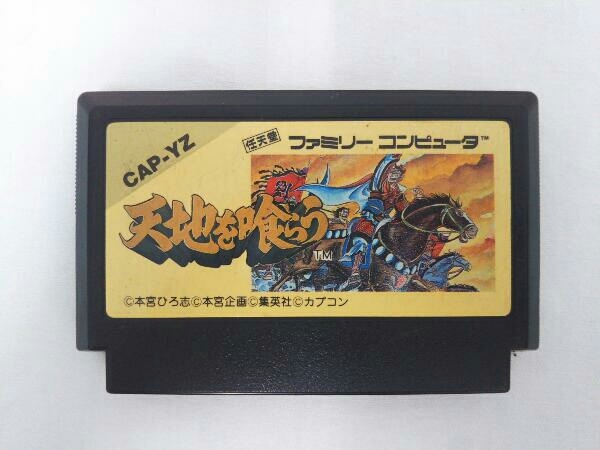 CAP-YZ
任天堂 ファミリーコンピュータ™
天地を喰らう
TM
©本宮ひろ志©本宮企画©集英社©カプコン